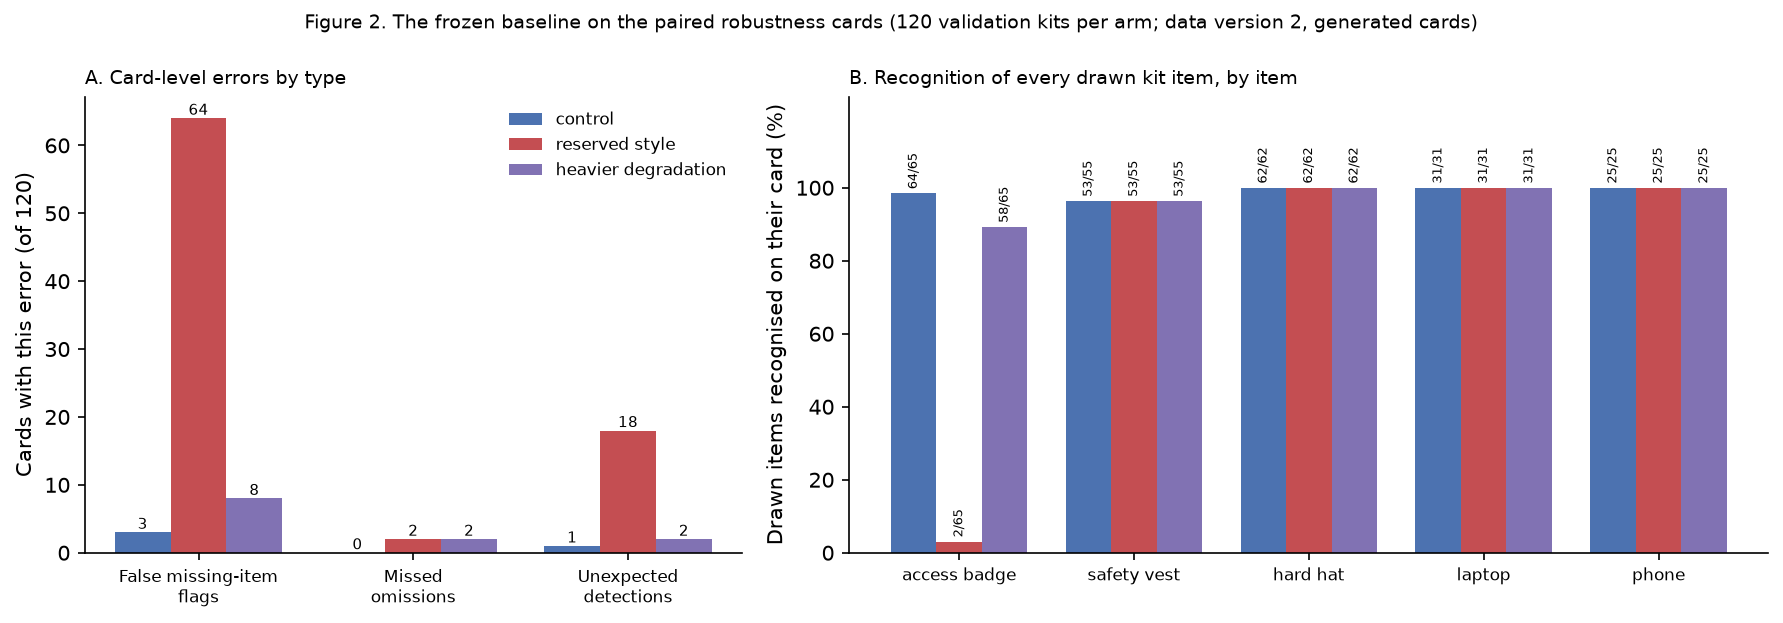 Figure 2. The frozen baseline on the paired robustness cards (120 validation kits per arm; data version 2, generated cards)
A. Card-level errors by type
Cards with this error (of 120)
60
50
40
30
20
10
0
control
reserved style
heavier degradation
3
64
8
0
2
2
1
18
2
False missing-item
flags
Missed
omissions
Unexpected
detections
B. Recognition of every drawn kit item, by item
Drawn items recognised on their card (%)
100
80
60
40
20
0
64/65
2/65
58/65
53/55
53/55
53/55
62/62
62/62
62/62
31/31
31/31
31/31
25/25
25/25
25/25
access badge
safety vest
hard hat
laptop
phone